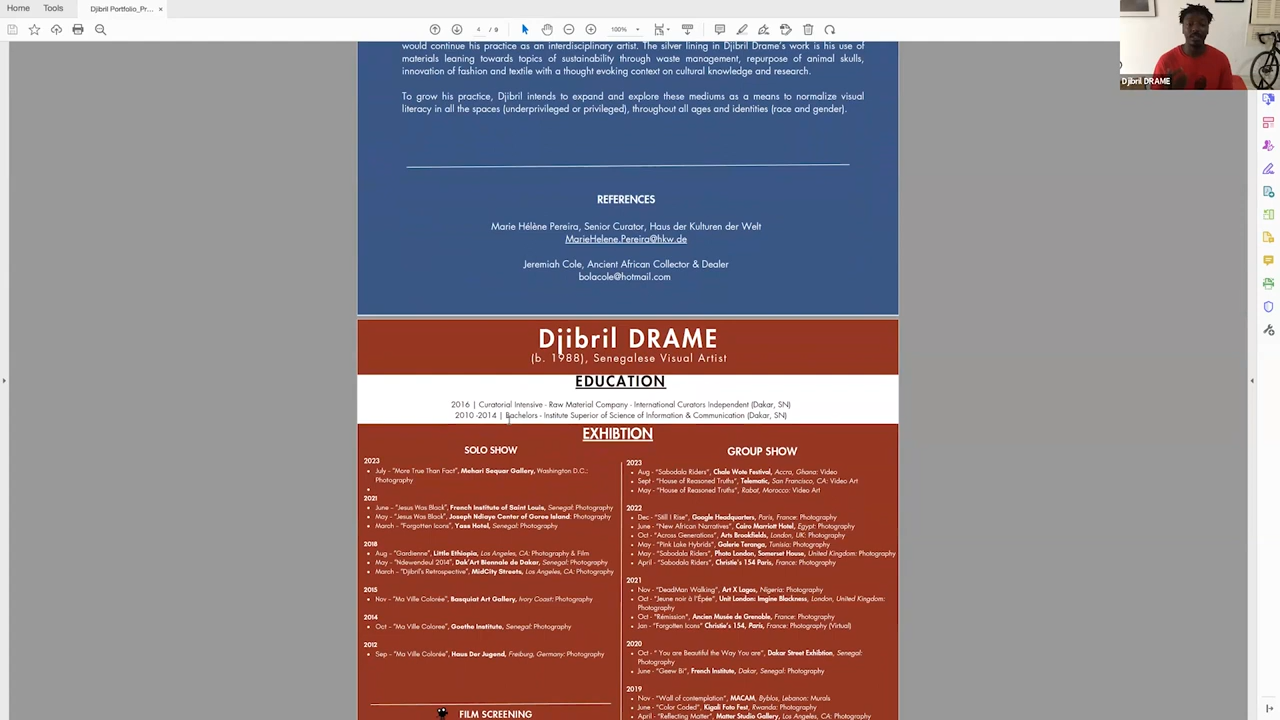 Home
Tools
Djibril Portfolio_Pr... ×
4 / 9
100%
would continue his practice as an interdisciplinary artist. The silver lining in Djibril Drame's work is his use of
materials leaning towards topics of sustainability through waste management, repurpose of animal skulls,
innovation of fashion and textile with a thought evoking context on cultural knowledge and research.
To grow his practice, Djibril intends to expand and explore these mediums as a means to normalize visual
literacy in all the spaces (underprivileged or privileged), throughout all ages and identities (race and gender).
REFERENCES
Marie Hélène Pereira, Senior Curator, Haus der Kulturen der Welt
MarieHelene.Pereira@hkw.de
Jeremiah Cole, Ancient African Collector & Dealer
bolacole@hotmail.com
Djibril DRAME
(b. 1988), Senegalese Visual Artist
EDUCATION
2016 | Curatorial Intensive - Raw Material Company - International Curators Independent (Dakar, SN)
2010 -2014 | Bachelors - Institute Superior of Science of Information & Communication (Dakar, SN)
EXHIBTION
SOLO SHOW
2023
July - "More True Than Fact", Mehari Sequar Gallery, Washington D.C.:
Photography
2021
June - "Jesus Was Black", French Institute of Saint Louis, Senegal: Photography
May - "Jesus Was Black", Joseph Ndiaye Center of Goree Island: Photography
March - "Forgotten Icons", Yaas Hotel, Senegal: Photography
2018
Aug - "Gardienne", Little Ethiopia, Los Angeles, CA: Photography & Film
May - "Ndewendeul 2014", Dak'Art Biennale de Dakar, Senegal: Photography
March - "Djibril's Retrospective", MidCity Streets, Los Angeles, CA: Photography
2015
Nov - "Ma Ville Colorée", Basquiat Art Gallery, Ivory Coast: Photography
2014
Oct - "Ma Ville Coloree", Goethe Institute, Senegal: Photography
2012
Sep - "Ma Ville Colorée", Haus Der Jugend, Freiburg, Germany: Photography
FILM SCREENING
GROUP SHOW
2023
Aug - "Sabodala Riders", Chale Wote Festival, Accra, Ghana: Video
Sept - "House of Reasoned Truths", Telematic, San Francisco, CA: Video Art
May - "House of Reasoned Truths", Rabat, Morocco: Video Art
2022
Dec - "Still I Rise", Google Headquarters, Paris, France: Photography
June - "New African Narratives", Cairo Marriott Hotel, Egypt: Photography
Oct - "Across Generations", Arts Brookfields, London, UK: Photography
May - "Pink Lake Hybrids", Galerie Teranga, Tunisia: Photography
May - "Sabodala Riders", Photo London, Somerset House, United Kingdom: Photography
April - "Sabodala Riders", Christie's 154 Paris, France: Photography
2021
Nov - "DeadMan Walking", Art X Lagos, Nigeria: Photography
Oct - "Jeune noir à l'Épée", Unit London: Imgine Blackness, London, United Kingdom:
Photography
Oct - "Rémission", Ancien Musée de Grenoble, France: Photography
Jan - "Forgotten Icons" Christie's 154, Paris, France: Photography (Virtual)
2020
Oct - " You are Beautiful the Way You are", Dakar Street Exhibition, Senegal:
Photography
June - "Geew Bi", French Institute, Dakar, Senegal: Photography
2019
Nov - "Wall of contemplation", MACAM, Byblos, Lebanon: Murals
June - "Color Coded", Kigali Foto Fest, Rwanda: Photography
April - "Reflecting Matter", Matter Studio Gallery, Los Angeles, CA: Photography
Djibril DRAME